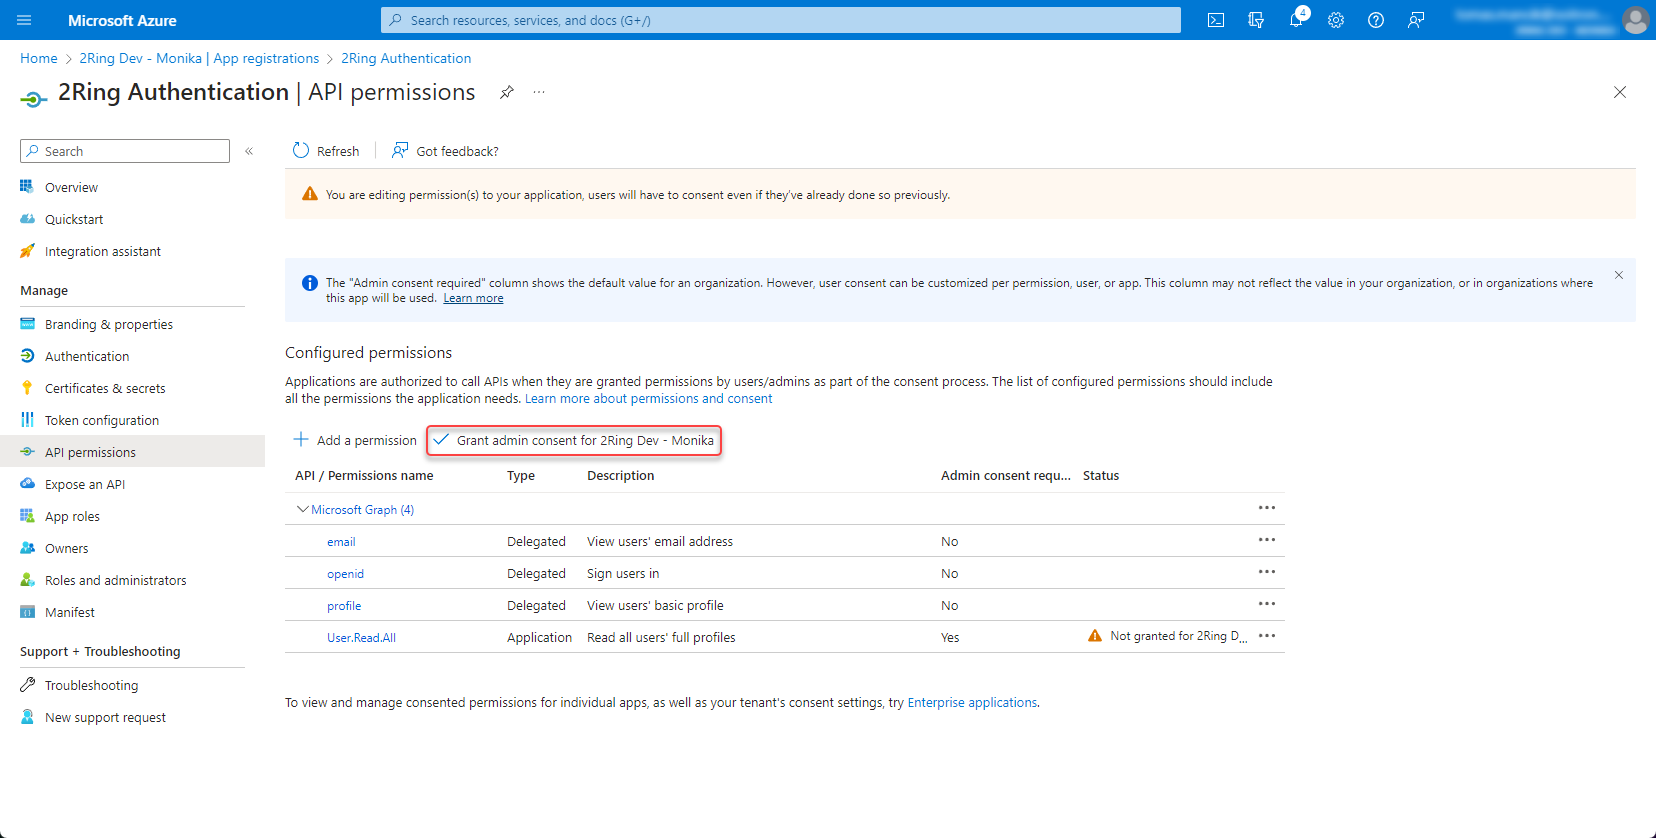 Microsoft Azure
Search resources, services, and docs (G+/)
4
Home > 2Ring Dev - Monika | App registrations > 2Ring Authentication
2Ring Authentication | API permissions
Search
Refresh
Got feedback?
You are editing permission(s) to your application, users will have to consent even if they've already done so previously.
Overview
Quickstart
Integration assistant
Manage
Branding & properties
Authentication
Certificates & secrets
Token configuration
API permissions
Expose an API
App roles
Owners
Roles and administrators
Manifest
Support + Troubleshooting
Troubleshooting
New support request
The "Admin consent required" column shows the default value for an organization. However, user consent can be customized per permission, user, or app. This column may not reflect the value in your organization, or in organizations where
this app will be used. Learn more
Configured permissions
Applications are authorized to call APIs when they are granted permissions by users/admins as part of the consent process. The list of configured permissions should include
all the permissions the application needs. Learn more about permissions and consent
Add a permission
Grant admin consent for 2Ring Dev - Monika
API / Permissions name Type Description Admin consent requ... Status
Microsoft Graph (4)
email Delegated View users' email address No
openid Delegated Sign users in No
profile Delegated View users' basic profile No
User.Read.All Application Read all users' full profiles Yes Not granted for 2Ring D...
To view and manage consented permissions for individual apps, as well as your tenant's consent settings, try Enterprise applications.